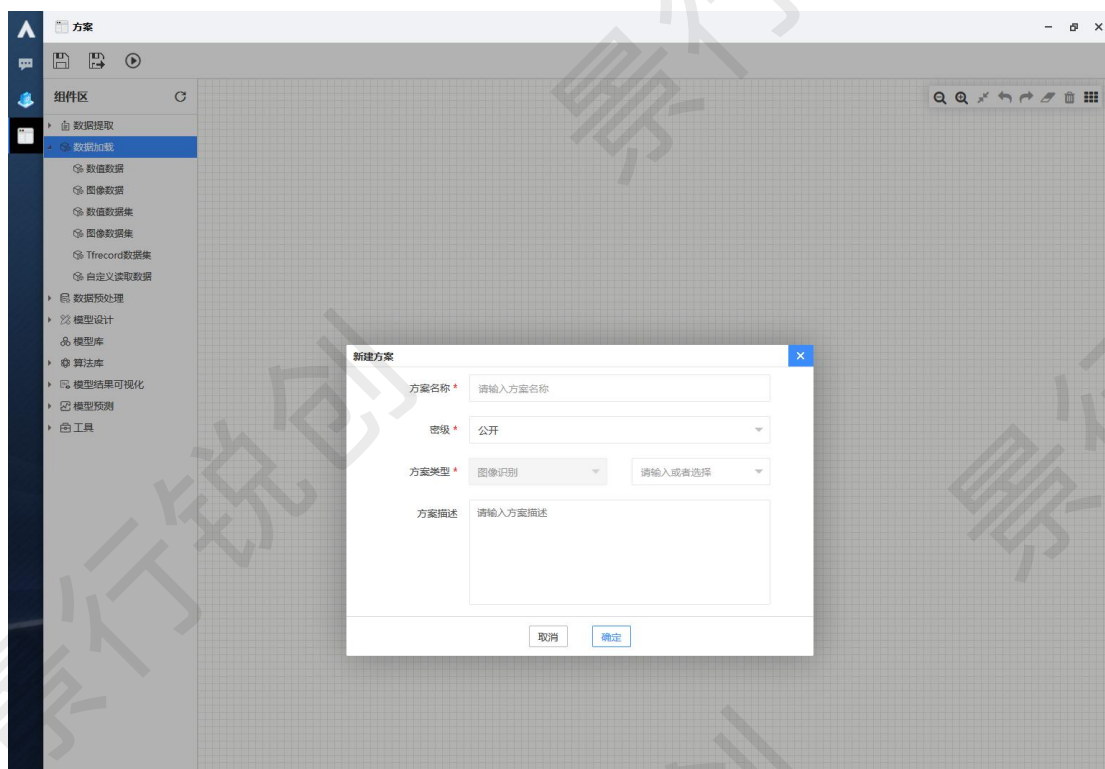 方案
组件区
数据提取
数据加载
数值数据
图像数据
数值数据集
图像数据集
Tfrecord数据集
自定义读取数据
数据预处理
模型设计
模型库
算法库
模型结果可视化
模型预测
工具
新建方案
方案名称 * 请输入方案名称
密级 * 公开
方案类型 * 图像识别 请输入或者选择
方案描述 请输入方案描述
取消 确定
景行锐创